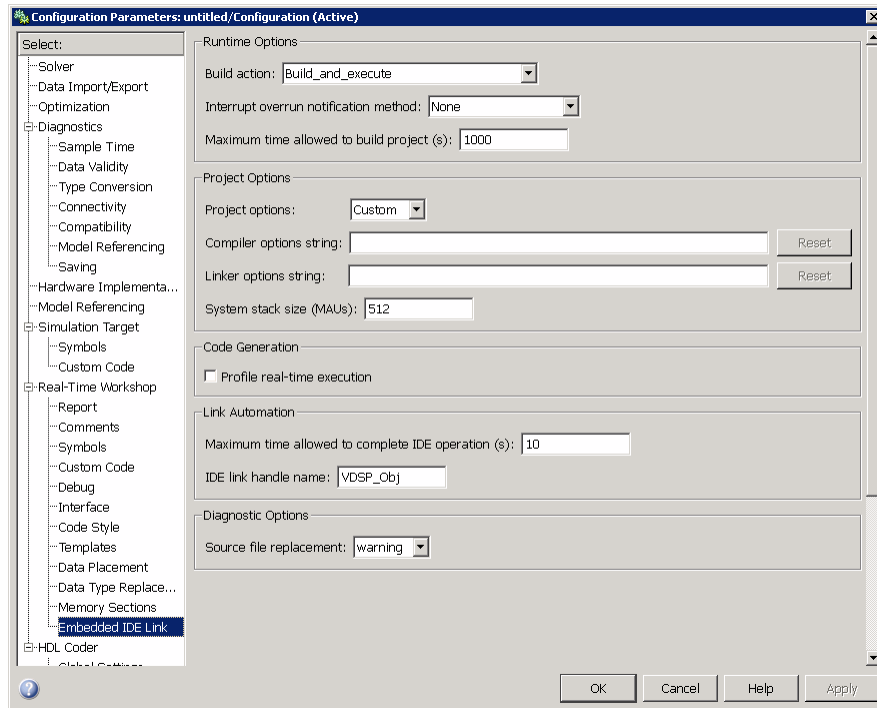 Configuration Parameters: untitled/Configuration (Active)
Select:
Solver
Data Import/Export
Optimization
Diagnostics
Sample Time
Data Validity
Type Conversion
Connectivity
Compatibility
Model Referencing
Saving
Hardware Implementa...
Model Referencing
Simulation Target
Symbols
Custom Code
Real-Time Workshop
Report
Comments
Symbols
Custom Code
Debug
Interface
Code Style
Templates
Data Placement
Data Type Replace...
Memory Sections
Embedded IDE Link
HDL Coder
Global Settings
Runtime Options
Build action: Build_and_execute
Interrupt overrun notification method: None
Maximum time allowed to build project (s): 1000
Project Options
Project options: Custom
Compiler options string: Reset
Linker options string: Reset
System stack size (MAUs): 512
Code Generation
Profile real-time execution
Link Automation
Maximum time allowed to complete IDE operation (s): 10
IDE link handle name: VDSP_Obj
Diagnostic Options
Source file replacement: warning
OK Cancel Help Apply